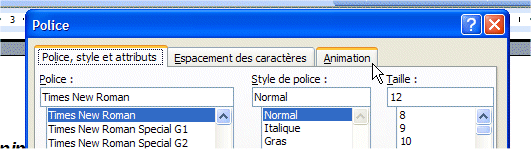 3
Police
Police, style et attributs Espacement des caractères Animation
Police : Style de police : Taille :
Times New Roman Normal 12
Times New Roman Normal 8
Times New Roman Special G1 Italique 9
Times New Roman Special G2 Gras 10